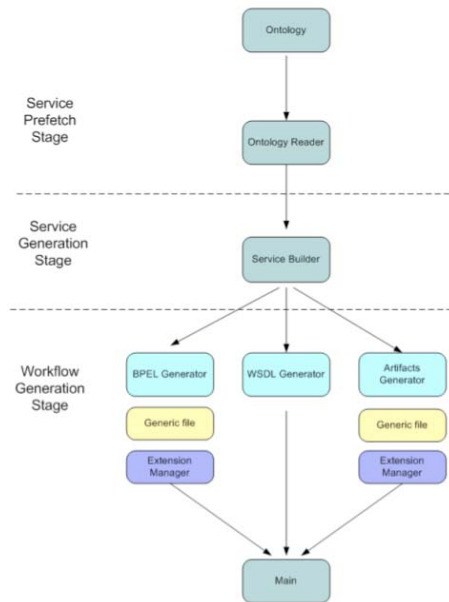 Ontology
Service
Prefetch
Stage
Ontology Reader
Service
Generation
Stage
Service Builder
Workflow
Generation
Stage
BPEL Generator
WSDL Generator
Artifacts
Generator
Generic file
Generic file
Extension
Manager
Extension
Manager
Main